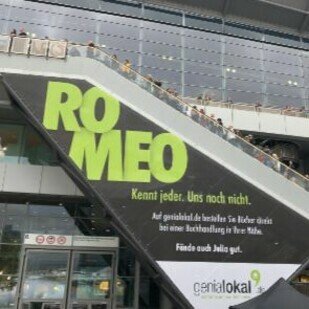 RO
MEO
Kennt jeder. Uns noch nicht.
Auf genialokal.de bestellen Sie Bücher direkt
bei einer Buchhandlung in Ihrer Nähe.
Fände auch Julia gut.
genialokal.de